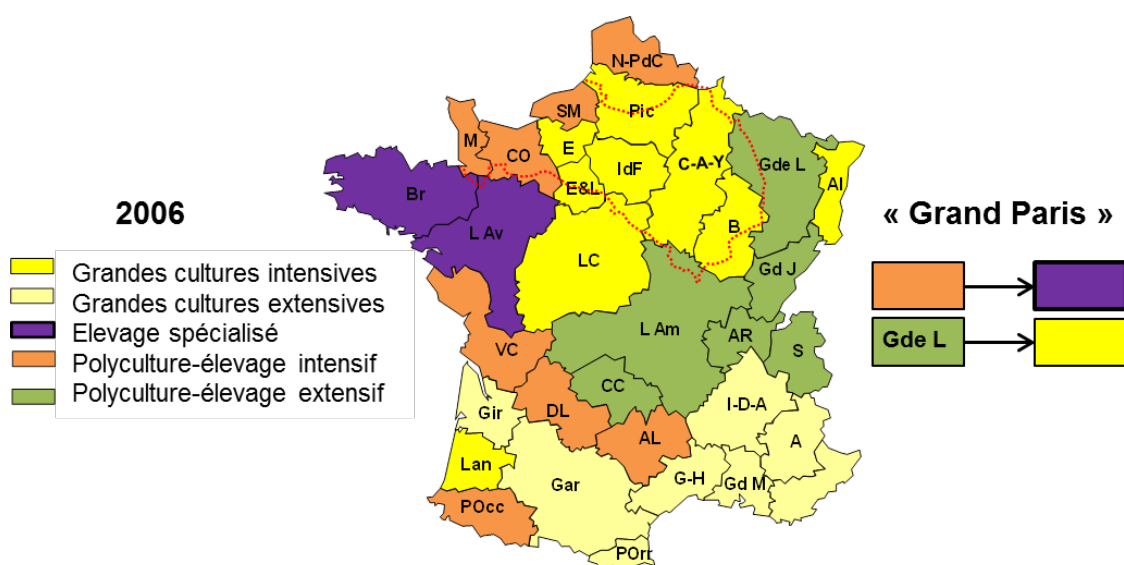 N-PdC
SM
Pic
M
CO
E
IdF
C-A-Y
Gde L
Al
E&L
Br
L Av
B
2006
« Grand Paris »
LC
Gd J
Grandes cultures intensives
Grandes cultures extensives
Elevage spécialisé
Polyculture-élevage intensif
Polyculture-élevage extensif
L Am
AR
S
Gde L
VC
CC
Gir
DL
I-D-A
AL
A
Lan
Gar
G-H
Gd M
POcc
POrr